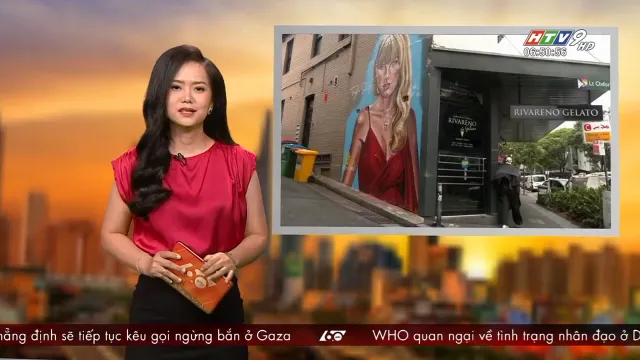 HTV9 HD
06:50:56
RIVARENO
RIVARENO GELATO
hẳng định sẽ tiếp tục kêu gọi ngừng bắn ở Gaza
WHO quan ngại về tình trạng nhân đạo ở D